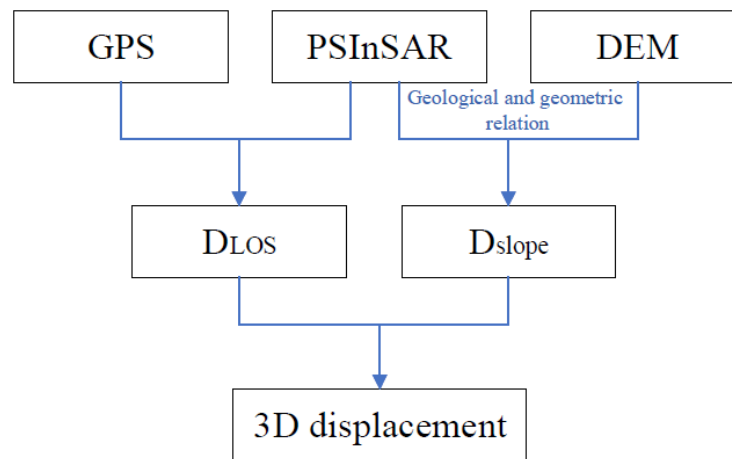 GPS
PSInSAR
DEM
Geological and geometric
relation
DLOS
Dslope
3D displacement